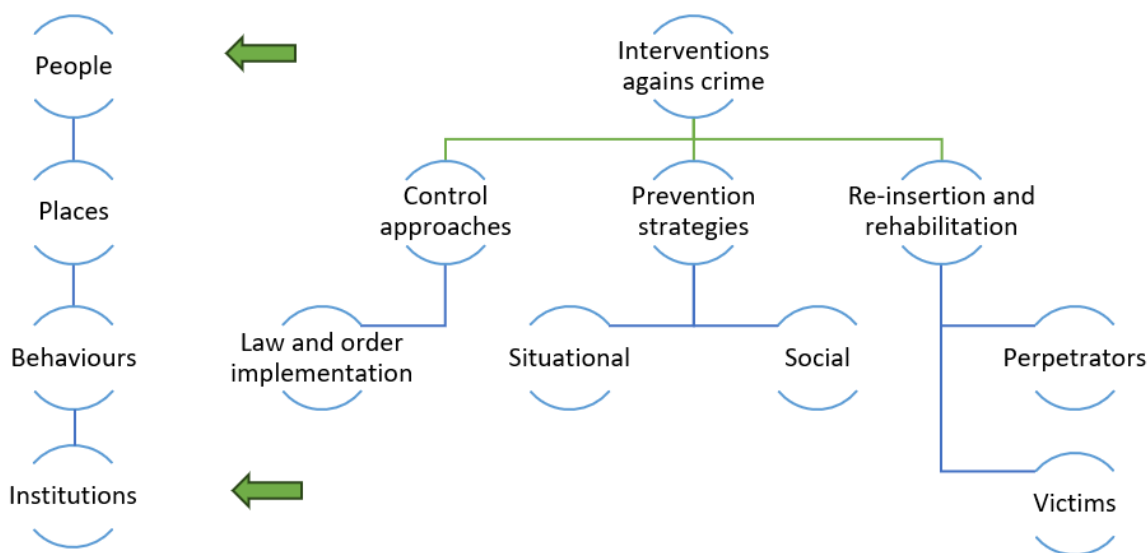 People
Places
Behaviours
Institutions
Interventions
agains crime
Control
approaches
Prevention
strategies
Re-insertion and
rehabilitation
Law and order
implementation
Situational
Social
Perpetrators
Victims